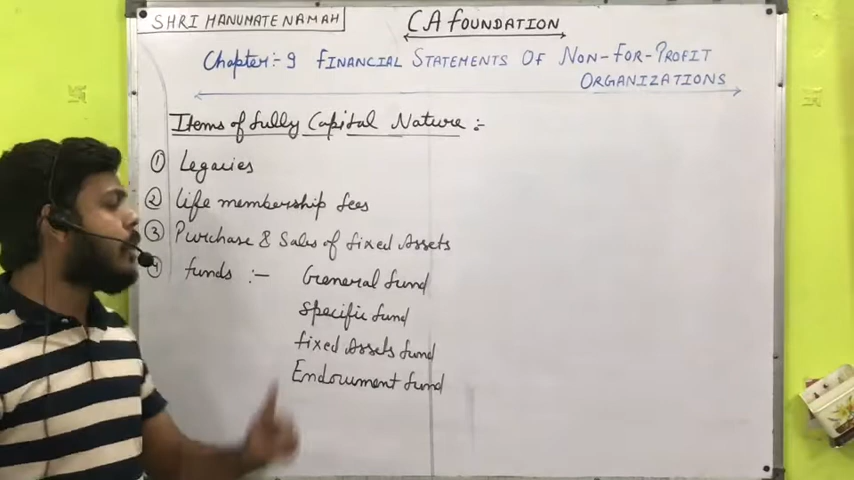 SHRI HANUMATE NAMAH
CA FOUNDATION
Chapter:- 9 FINANCIAL STATEMENTS OF NON-FOR-PROFIT
ORGANIZATIONS
Items of fully Capital Nature :-
① Legacies
② Life membership fees
③ Purchase & Sales of fixed Assets
④ funds :- General fund
Specific fund
fixed Assets fund
Endowment fund